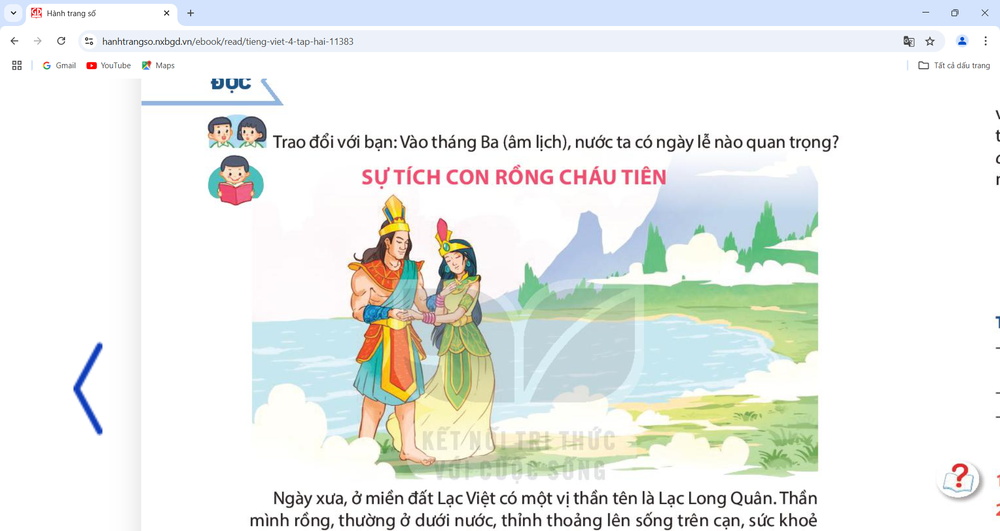 Hành trang số
hanhtrangso.nxbgd.vn/ebook/read/tieng-viet-4-tap-hai-11383
Gmail YouTube Maps Tất cả dấu trang
ĐỌC
Trao đổi với bạn: Vào tháng Ba (âm lịch), nước ta có ngày lễ nào quan trọng?
SỰ TÍCH CON RỒNG CHÁU TIÊN
KẾT NỐI TRI THỨC
VỚI CUỘC SỐNG
Ngày xưa, ở miền đất Lạc Việt có một vị thần tên là Lạc Long Quân. Thần
mình rồng, thường ở dưới nước, thỉnh thoảng lên sống trên cạn, sức khoẻ